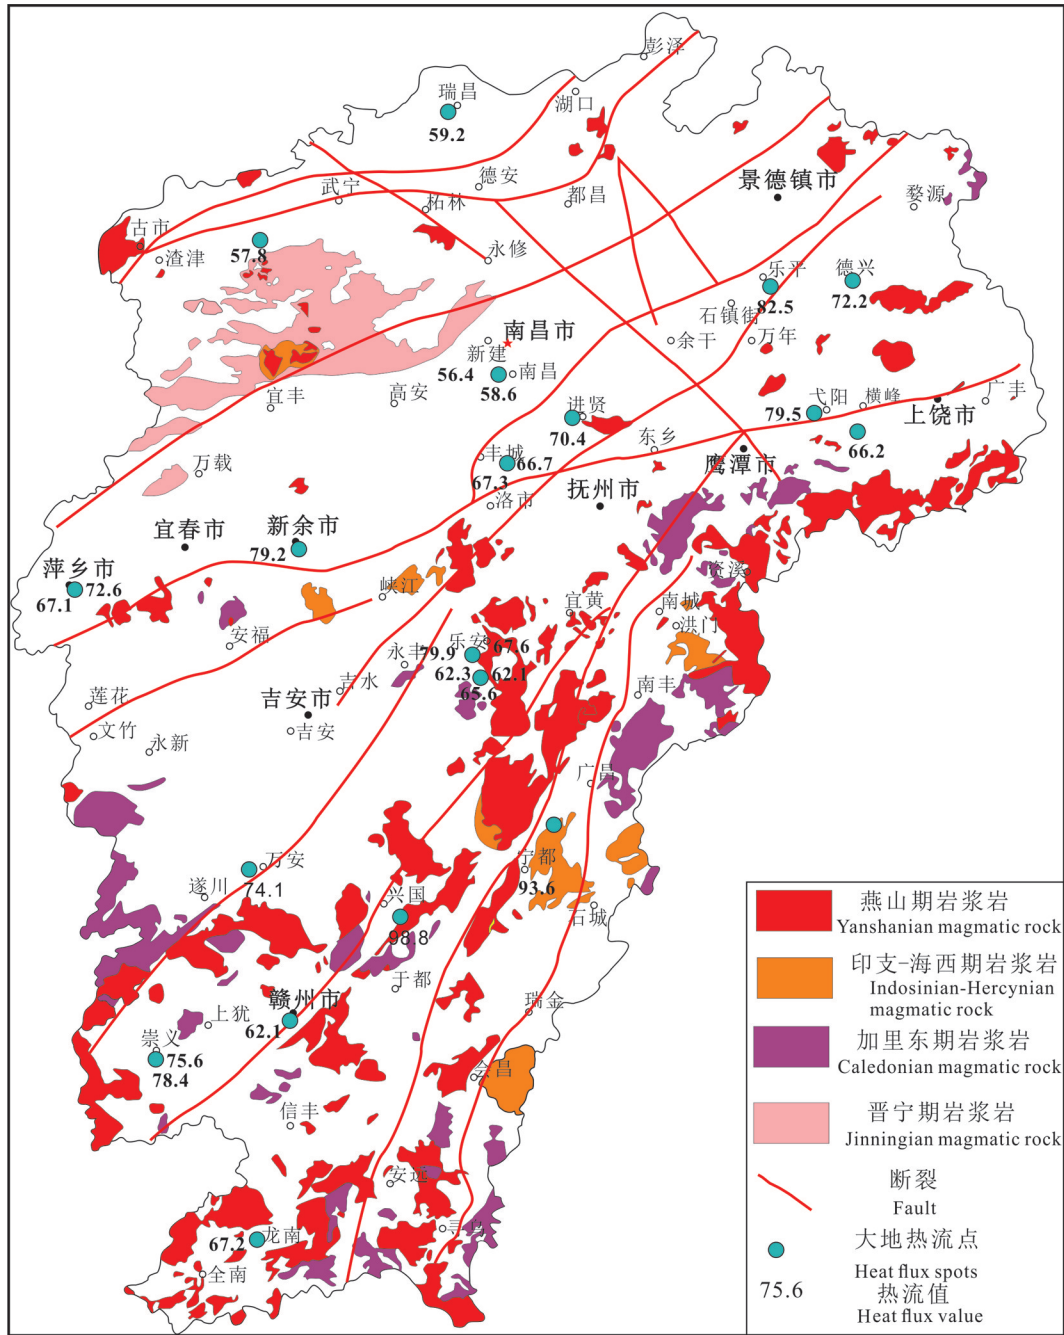 彭泽
瑞昌
湖口
59.2
德安
景德镇市
武宁
柘林
都昌
婺源
古市
渣津
57.8
永修
乐平
德兴
82.5
72.2
石镇街
南昌市
余干
万年
新建
56.4
南昌
58.6
宜丰
高安
进贤
70.4
79.5
弋阳
横峰
广丰
上饶市
66.2
东乡
鹰潭市
丰城
66.7
67.3
万载
洛市
抚州市
宜春市
新余市
79.2
萍乡市
72.6
67.1
峡江
资溪
宜黄
南城
洪门
安福
永丰
乐安
67.6
79.9
62.3
62.1
65.6
吉水
南丰
莲花
吉安市
文竹
吉安
永新
广昌
万安
74.1
遂川
宁都
93.6
兴国
98.8
石城
于都
赣州市
62.1
上犹
瑞金
崇义
75.6
78.4
会昌
信丰
安远
寻乌
67.2
龙南
全南
燕山期岩浆岩
Yanshanian magmatic rock
印支-海西期岩浆岩
Indosinian-Hercynian
magmatic rock
加里东期岩浆岩
Caledonian magmatic rock
晋宁期岩浆岩
Jinningian magmatic rock
断裂
Fault
大地热流点
Heat flux spots
75.6
热流值
Heat flux value